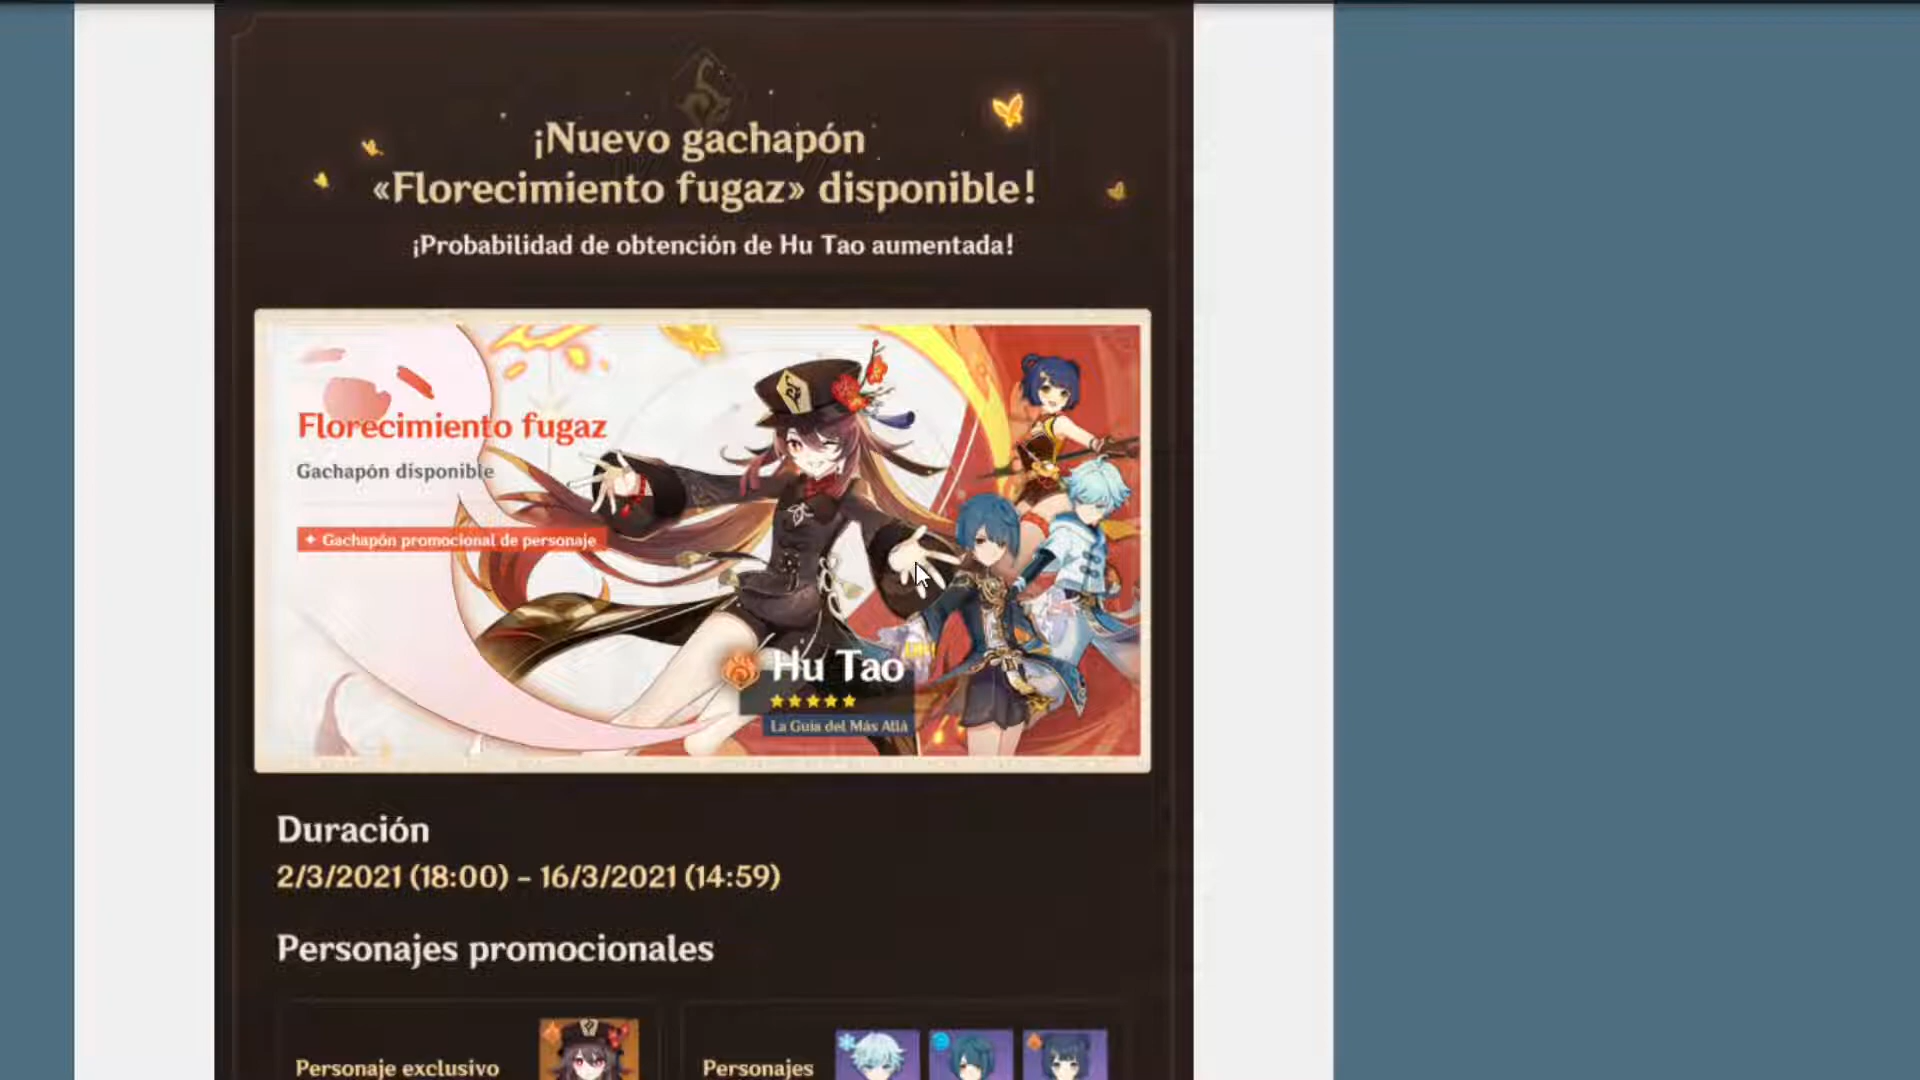 ¡Nuevo gachapón
«Florecimiento fugaz» disponible!
¡Probabilidad de obtención de Hu Tao aumentada!
Florecimiento fugaz
Gachapón disponible
✦ Gachapón promocional de personaje
Hu Tao
★★★★★
La Guía del Más Allá
Duración
2/3/2021 (18:00) – 16/3/2021 (14:59)
Personajes promocionales
Personaje exclusivo
Personajes